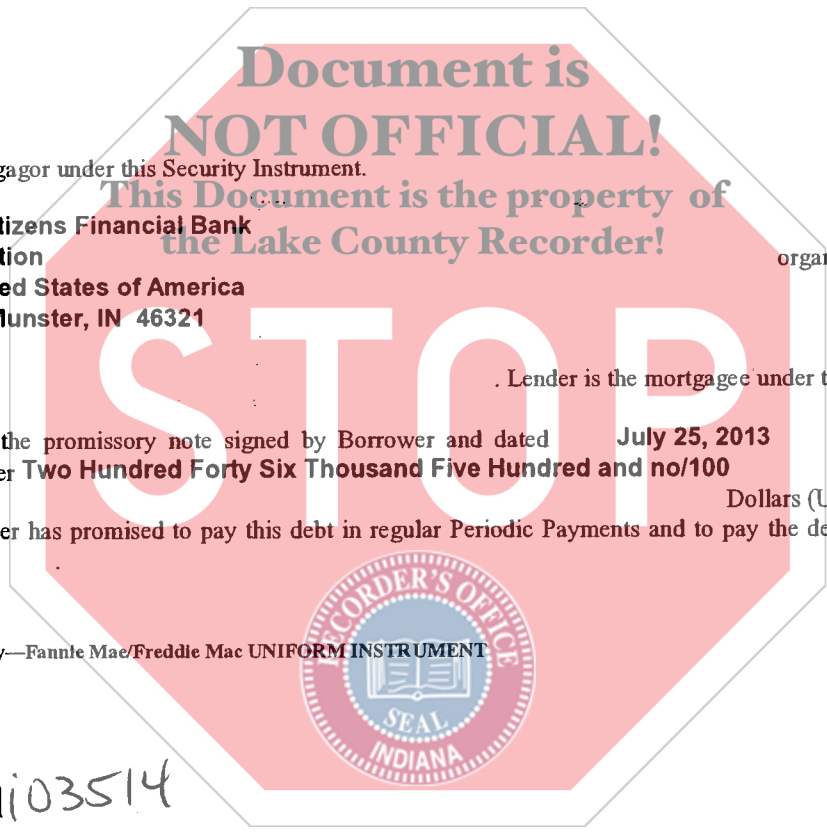 Document is
NOT OFFICIAL!
gagor under this Security Instrument.
This Document is the property of
tizens Financial Bank
the Lake County Recorder!
tion organ
ed States of America
Munster, IN 46321
STOP
. Lender is the mortgagee under t
the promissory note signed by Borrower and dated July 25, 2013
er Two Hundred Forty Six Thousand Five Hundred and no/100
Dollars (U
er has promised to pay this debt in regular Periodic Payments and to pay the de
.
RECORDER'S OFFICE
SEAL
INDIANA
y—Fannie Mae/Freddie Mac UNIFORM INSTRUMENT
i03514